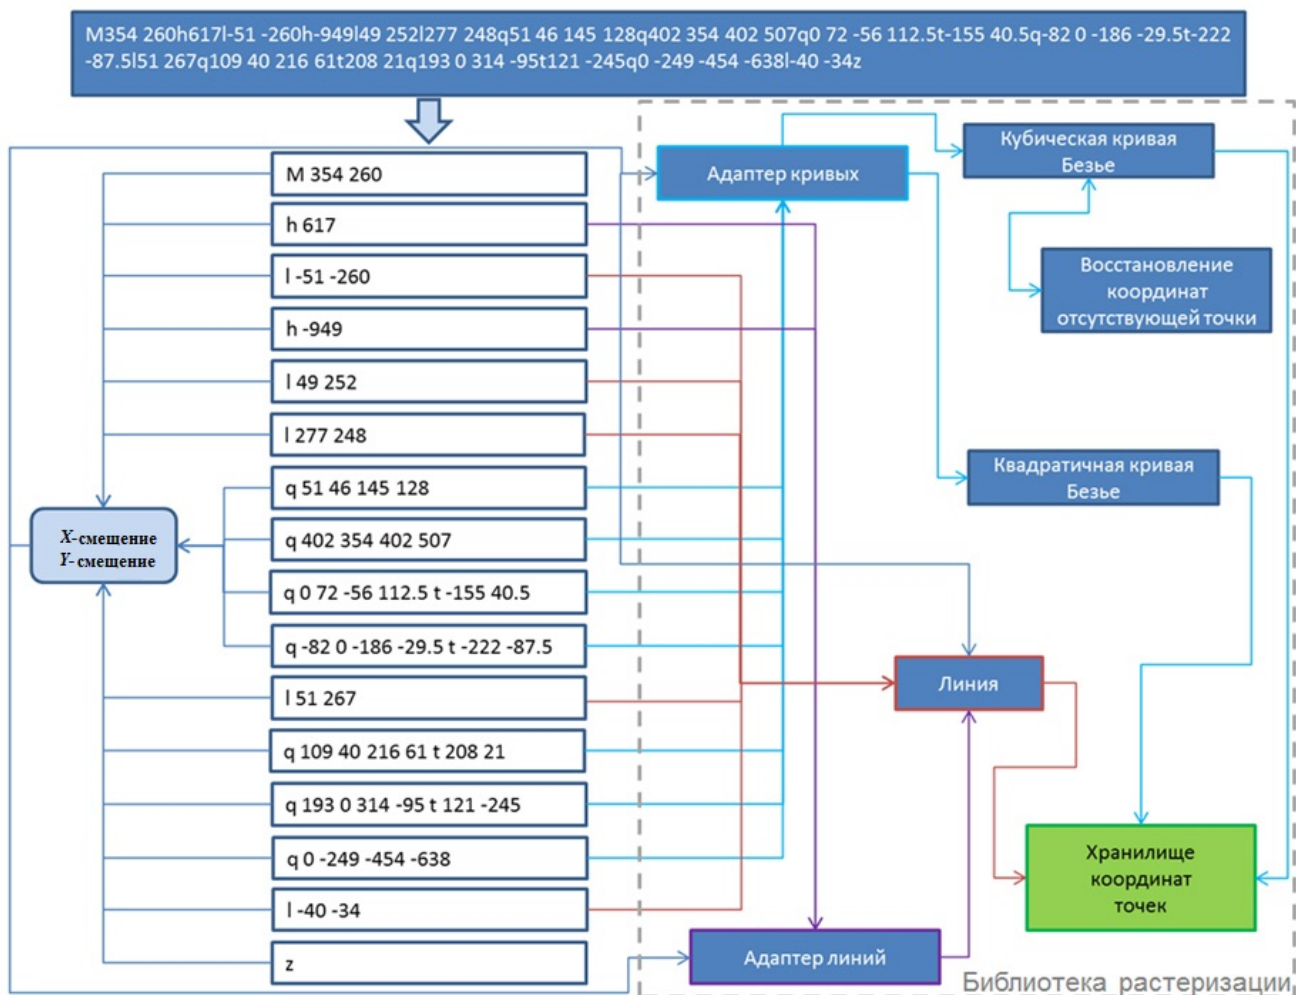 M354 260h617l-51 -260h-949l49 252l277 248q51 46 145 128q402 354 402 507q0 72 -56 112.5t-155 40.5q-82 0 -186 -29.5t-222
-87.5l51 267q109 40 216 61t208 21q193 0 314 -95t121 -245q0 -249 -454 -638l-40 -34z
M 354 260
h 617
l -51 -260
h -949
l 49 252
l 277 248
q 51 46 145 128
q 402 354 402 507
q 0 72 -56 112.5 t -155 40.5
q -82 0 -186 -29.5 t -222 -87.5
l 51 267
q 109 40 216 61 t 208 21
q 193 0 314 -95 t 121 -245
q 0 -249 -454 -638
l -40 -34
z
X-смещение
Y-смещение
Адаптер кривых
Кубическая кривая
Безье
Восстановление
координат
отсутствующей точки
Квадратичная кривая
Безье
Линия
Хранилище
координат
точек
Адаптер линий
Библиотека растеризации